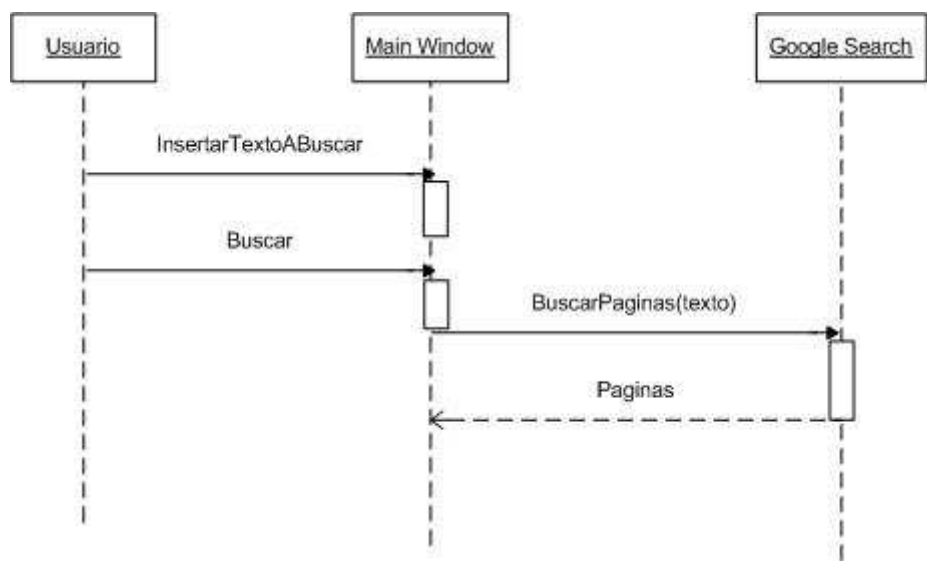 Usuario
Main Window
Google Search
InsertarTextoABuscar
Buscar
BuscarPaginas(texto)
Paginas